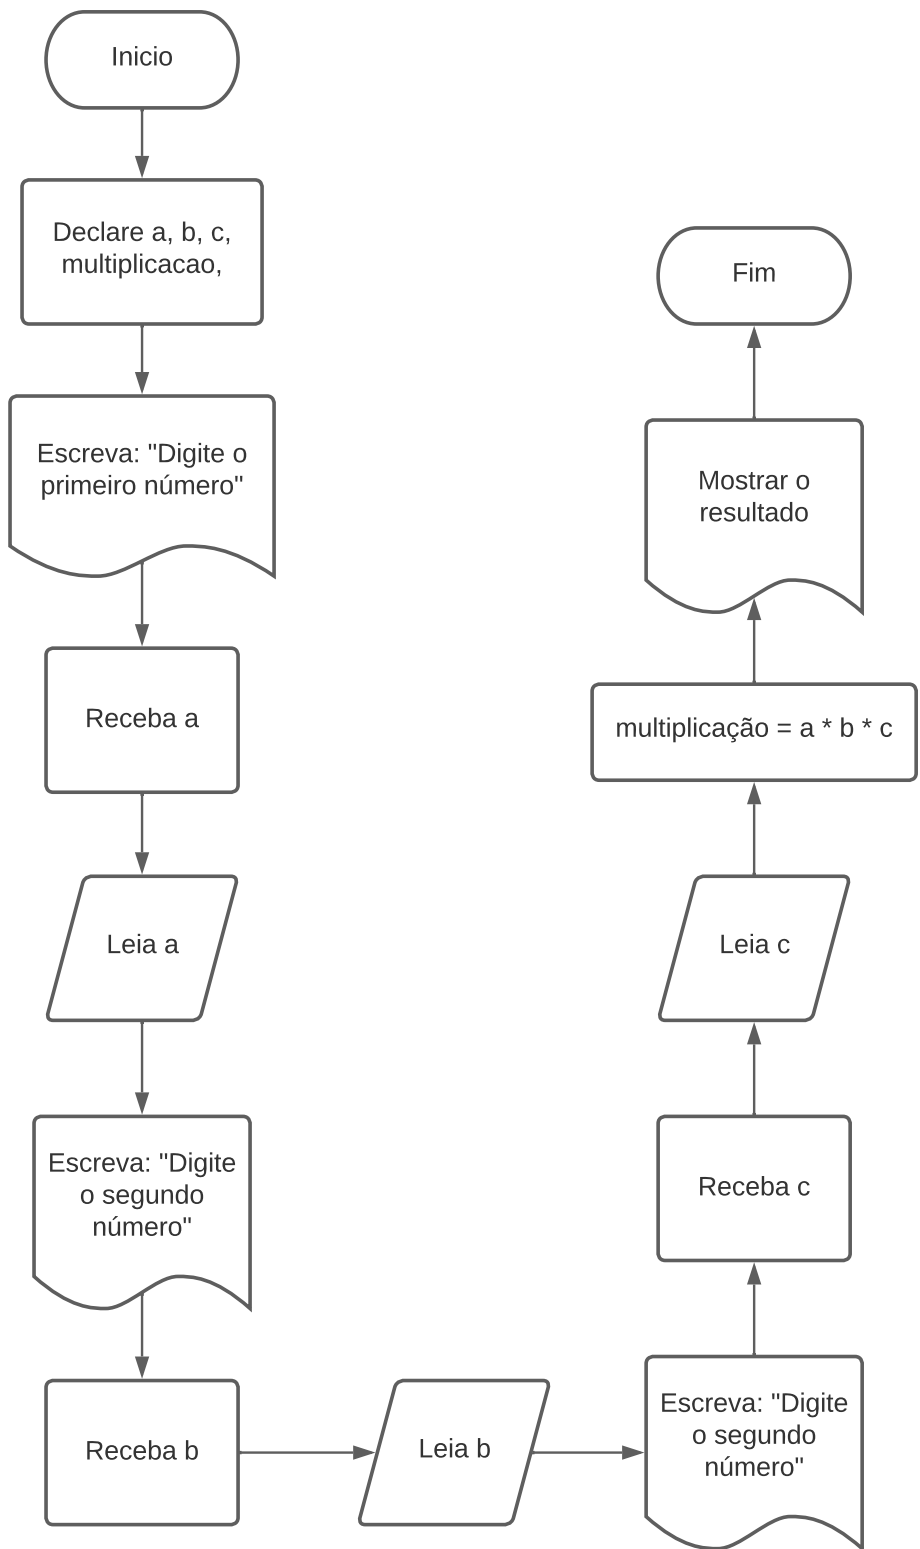 Inicio
Declare a, b, c,
multiplicacao,
Escreva: "Digite o
primeiro número"
Receba a
Leia a
Escreva: "Digite
o segundo
número"
Receba b
Leia b
Escreva: "Digite
o segundo
número"
Receba c
Leia c
multiplicação = a * b * c
Mostrar o
resultado
Fim